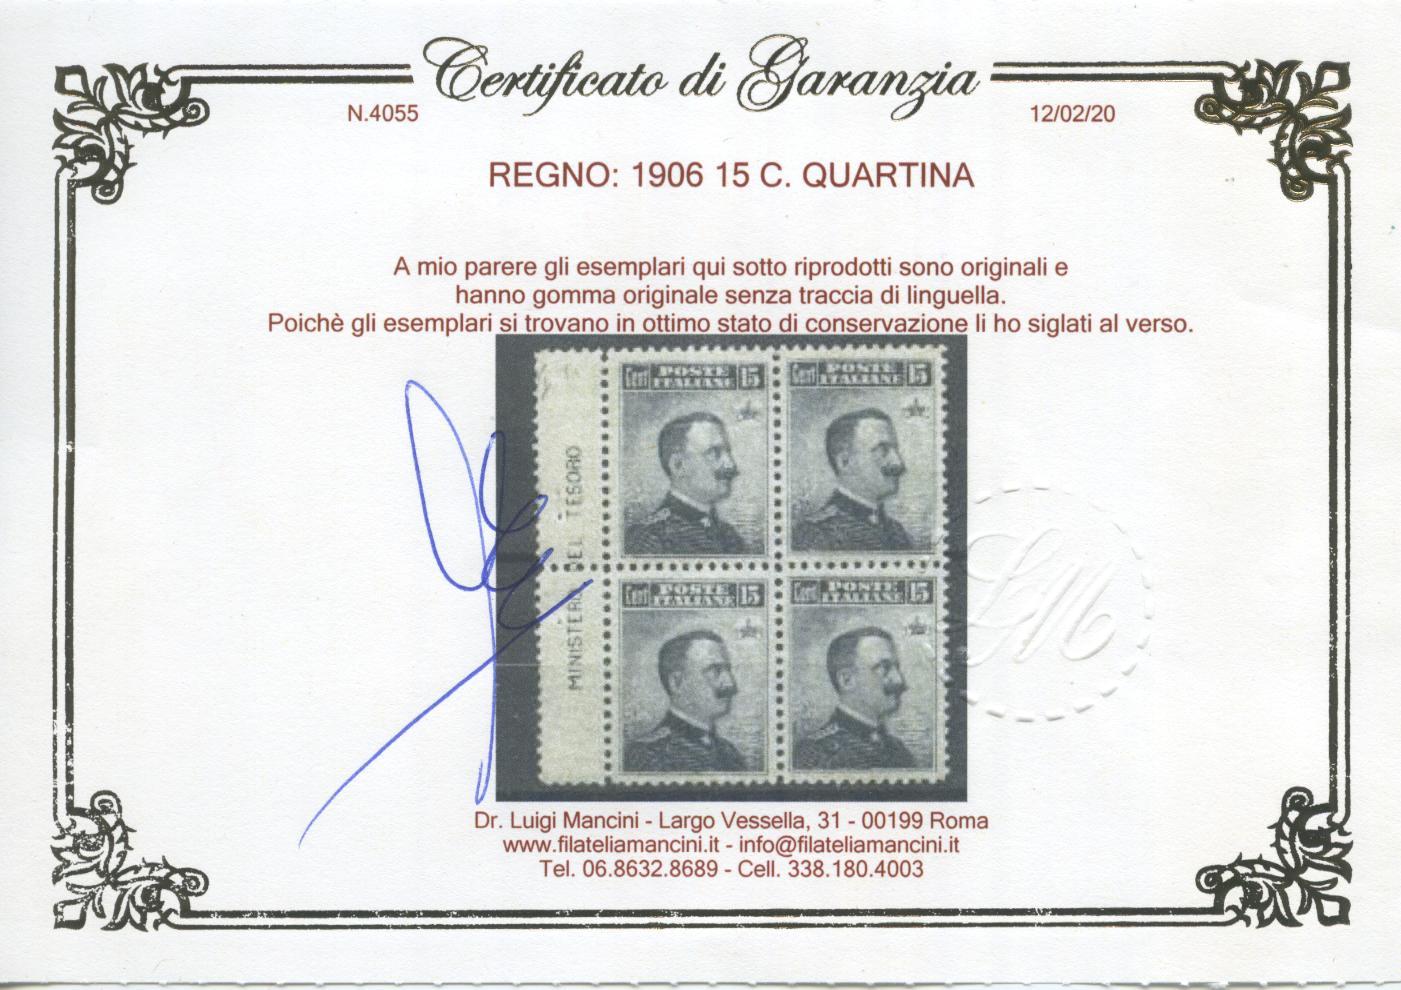 Certificato di Garanzia
N.4055
12/02/20
REGNO: 1906 15 C. QUARTINA
A mio parere gli esemplari qui sotto riprodotti sono originali e
hanno gomma originale senza traccia di linguella.
Poichè gli esemplari si trovano in ottimo stato di conservazione li ho siglati al verso.
Cent POSTE ITALIANE 15
Cent POSTE ITALIANE 15
MINISTERO DEL TESORO
Cent POSTE ITALIANE 15
Cent POSTE ITALIANE 15
LM
Dr. Luigi Mancini - Largo Vessella, 31 - 00199 Roma
www.filateliamancini.it - info@filateliamancini.it
Tel. 06.8632.8689 - Cell. 338.180.4003